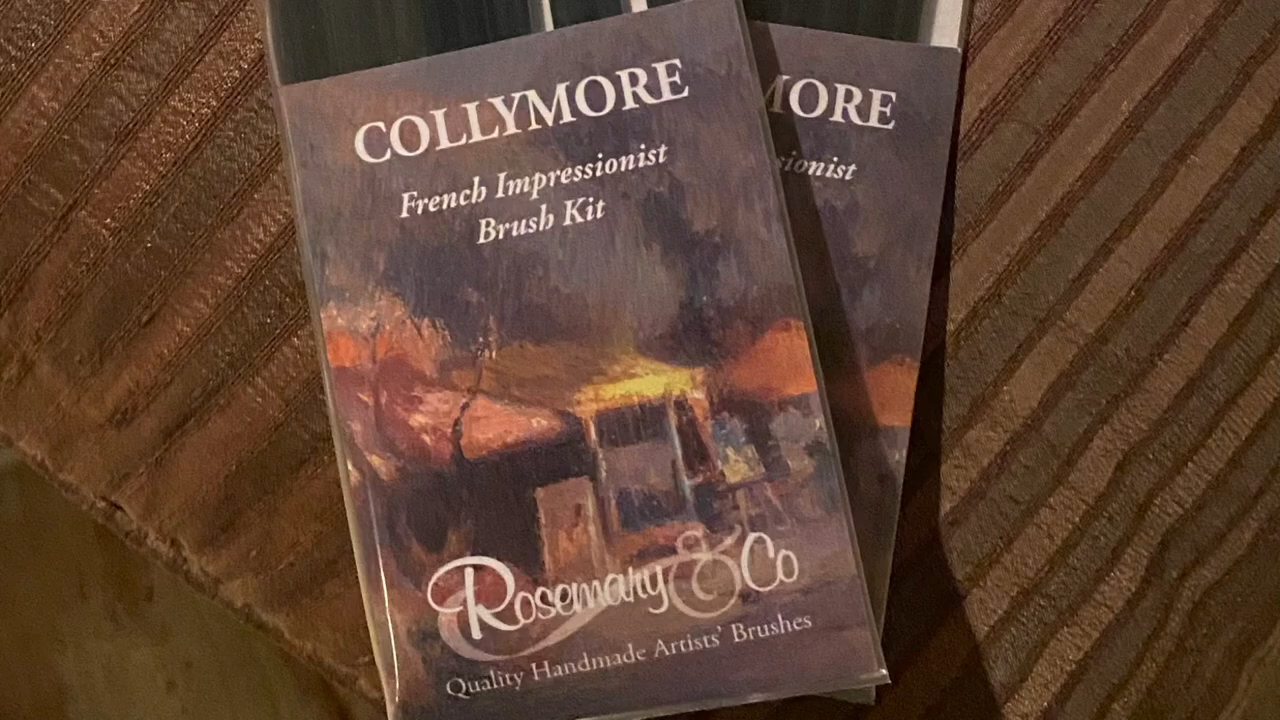 COLLYMORE
French Impressionist
Brush Kit
Rosemary & Co
Quality Handmade Artists' Brushes
MORE
sionist